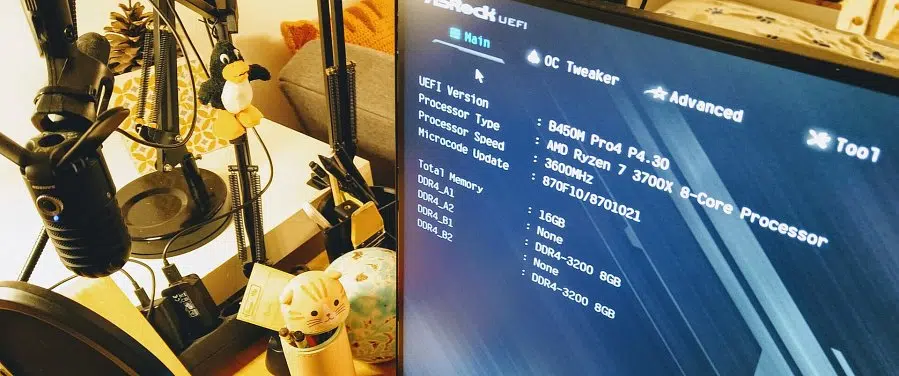 ASRock UEFI
Main
OC Tweaker
Advanced
Tool
UEFI Version : B450M Pro4 P4.30
Processor Type : AMD Ryzen 7 3700X 8-Core Processor
Processor Speed : 3600MHz
Microcode Update : 870F10/8701021
Total Memory : 16GB
DDR4_A1 : None
DDR4_A2 : DDR4-3200 8GB
DDR4_B1 : None
DDR4_B2 : DDR4-3200 8GB